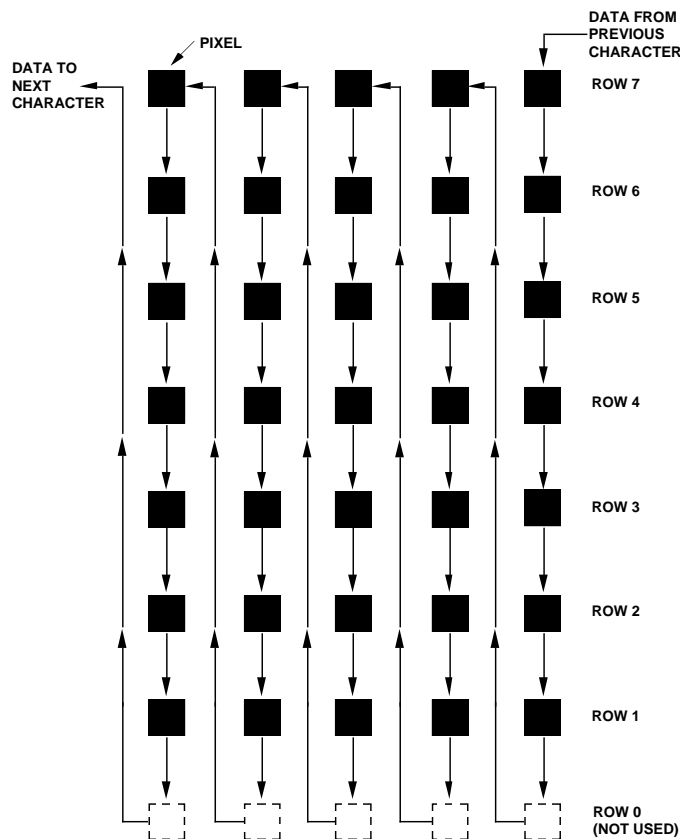 DATA FROM
PREVIOUS
CHARACTER
PIXEL
DATA TO
NEXT
CHARACTER
ROW 7
ROW 6
ROW 5
ROW 4
ROW 3
ROW 2
ROW 1
ROW 0
(NOT USED)